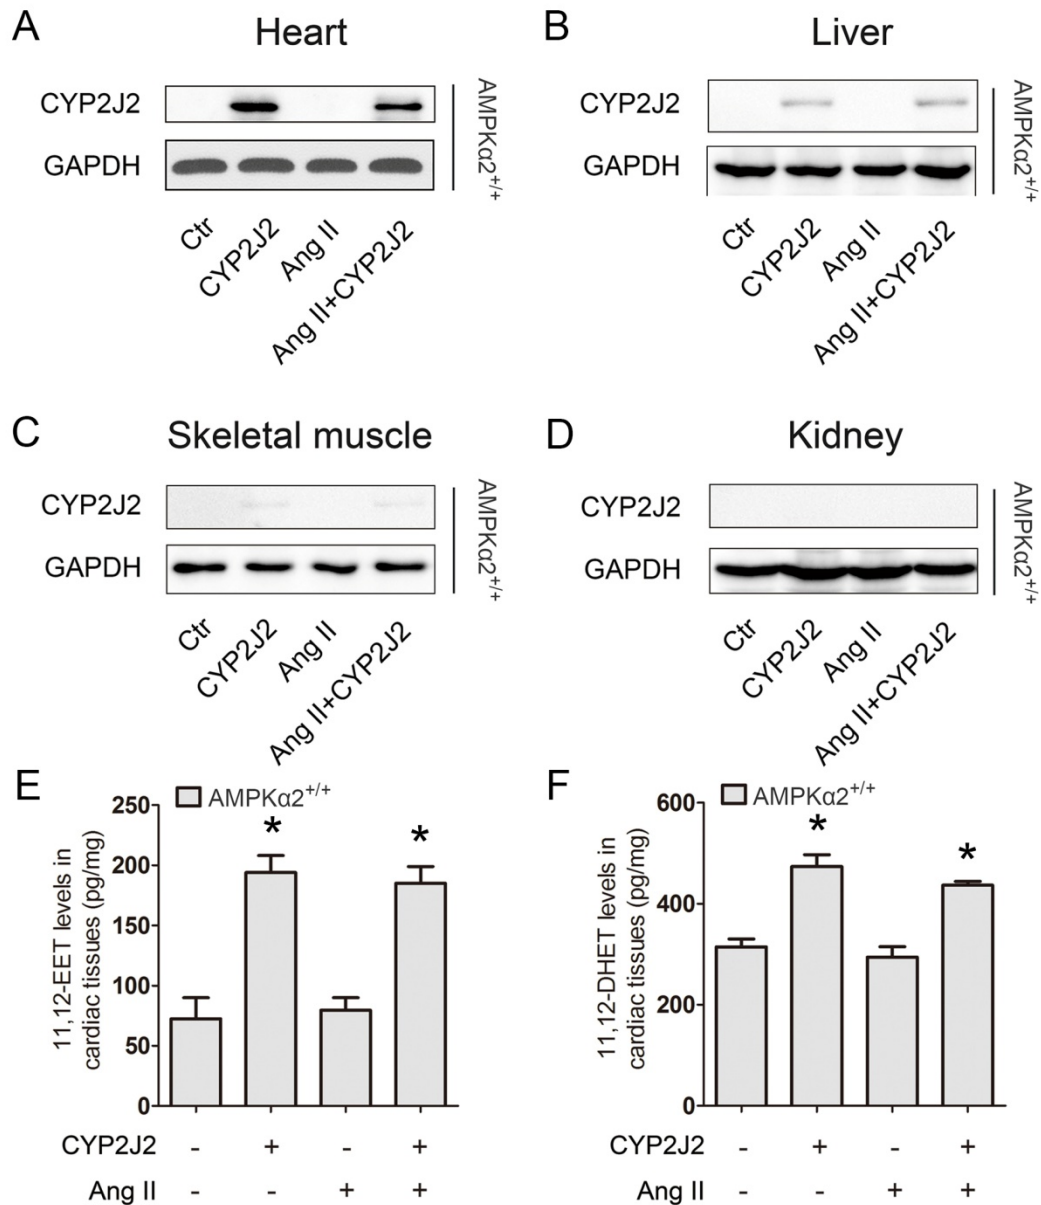 A Heart
CYP2J2
GAPDH
AMPKα2+/+
Ctr
CYP2J2
Ang II
Ang II+CYP2J2
B Liver
CYP2J2
GAPDH
AMPKα2+/+
Ctr
CYP2J2
Ang II
Ang II+CYP2J2
C Skeletal muscle
CYP2J2
GAPDH
AMPKα2+/+
Ctr
CYP2J2
Ang II
Ang II+CYP2J2
D Kidney
CYP2J2
GAPDH
AMPKα2+/+
Ctr
CYP2J2
Ang II
Ang II+CYP2J2
E
AMPKα2+/+
11,12-EET levels in
cardiac tissues (pg/mg)
250
200
150
100
50
0
* *
CYP2J2 - + - +
Ang II - - + +
F
AMPKα2+/+
11,12-DHET levels in
cardiac tissues (pg/mg)
600
400
200
0
* *
CYP2J2 - + - +
Ang II - - + +